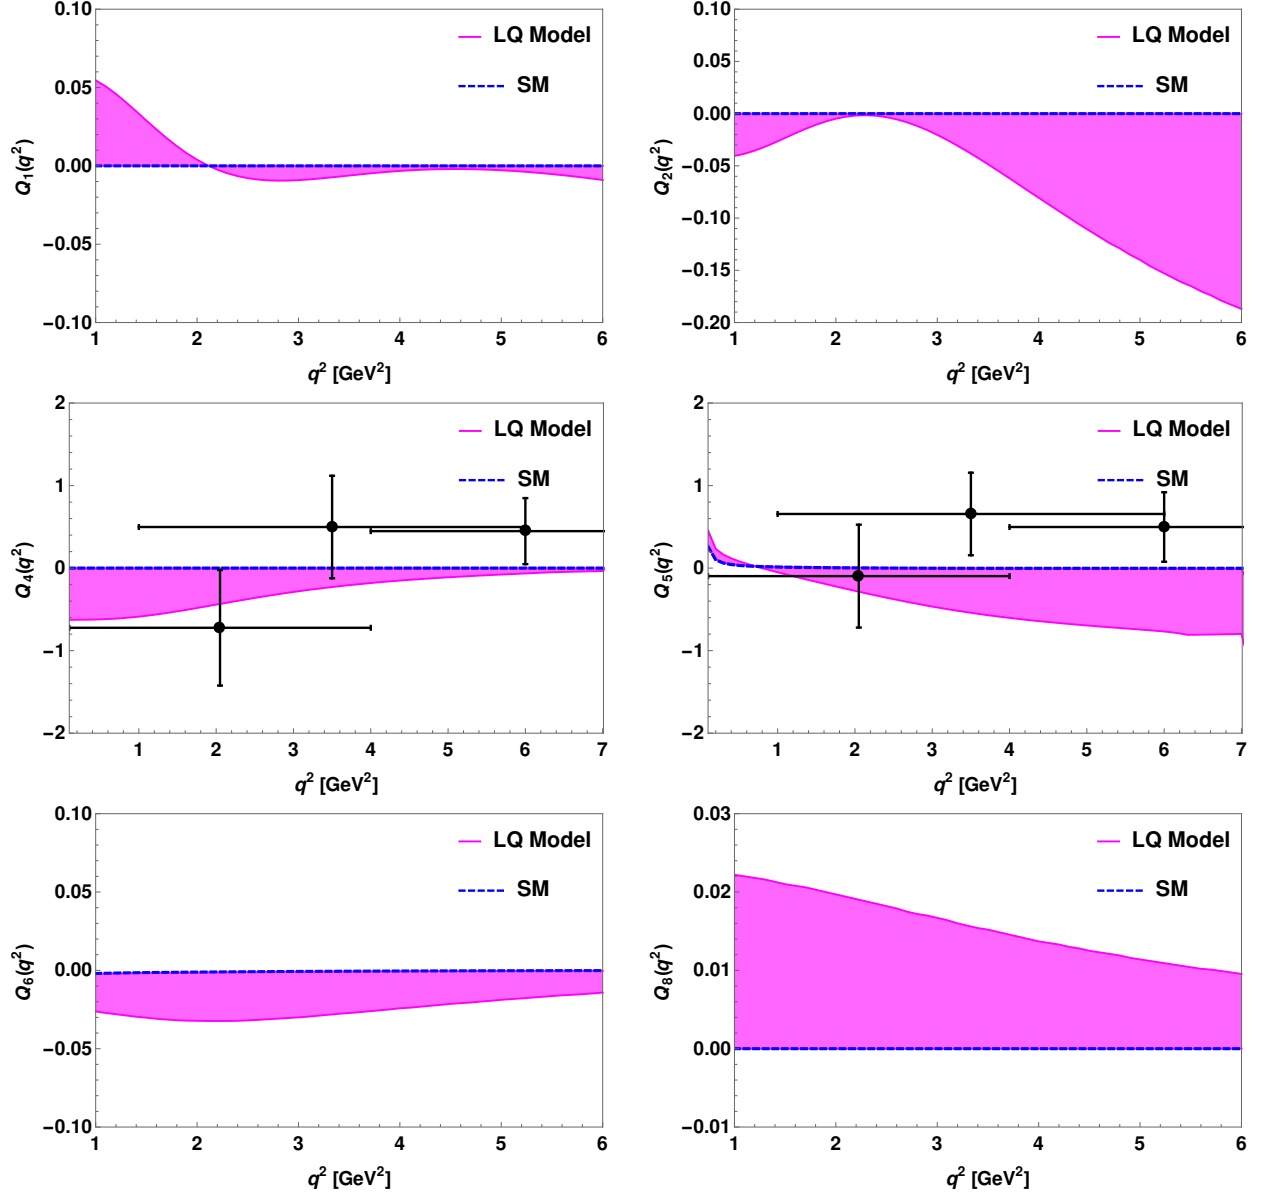 0.10
0.05
0.00
−0.05
−0.10
Q1(q²)
LQ Model
SM
1 2 3 4 5 6
q² [GeV²]
0.10
0.05
0.00
−0.05
−0.10
−0.15
−0.20
Q2(q²)
LQ Model
SM
1 2 3 4 5 6
q² [GeV²]
2
1
0
−1
−2
Q4(q²)
LQ Model
SM
1 2 3 4 5 6 7
q² [GeV²]
2
1
0
−1
−2
Q5(q²)
LQ Model
SM
1 2 3 4 5 6 7
q² [GeV²]
0.10
0.05
0.00
−0.05
−0.10
Q6(q²)
LQ Model
SM
1 2 3 4 5 6
q² [GeV²]
0.03
0.02
0.01
0.00
−0.01
Q8(q²)
LQ Model
SM
1 2 3 4 5 6
q² [GeV²]